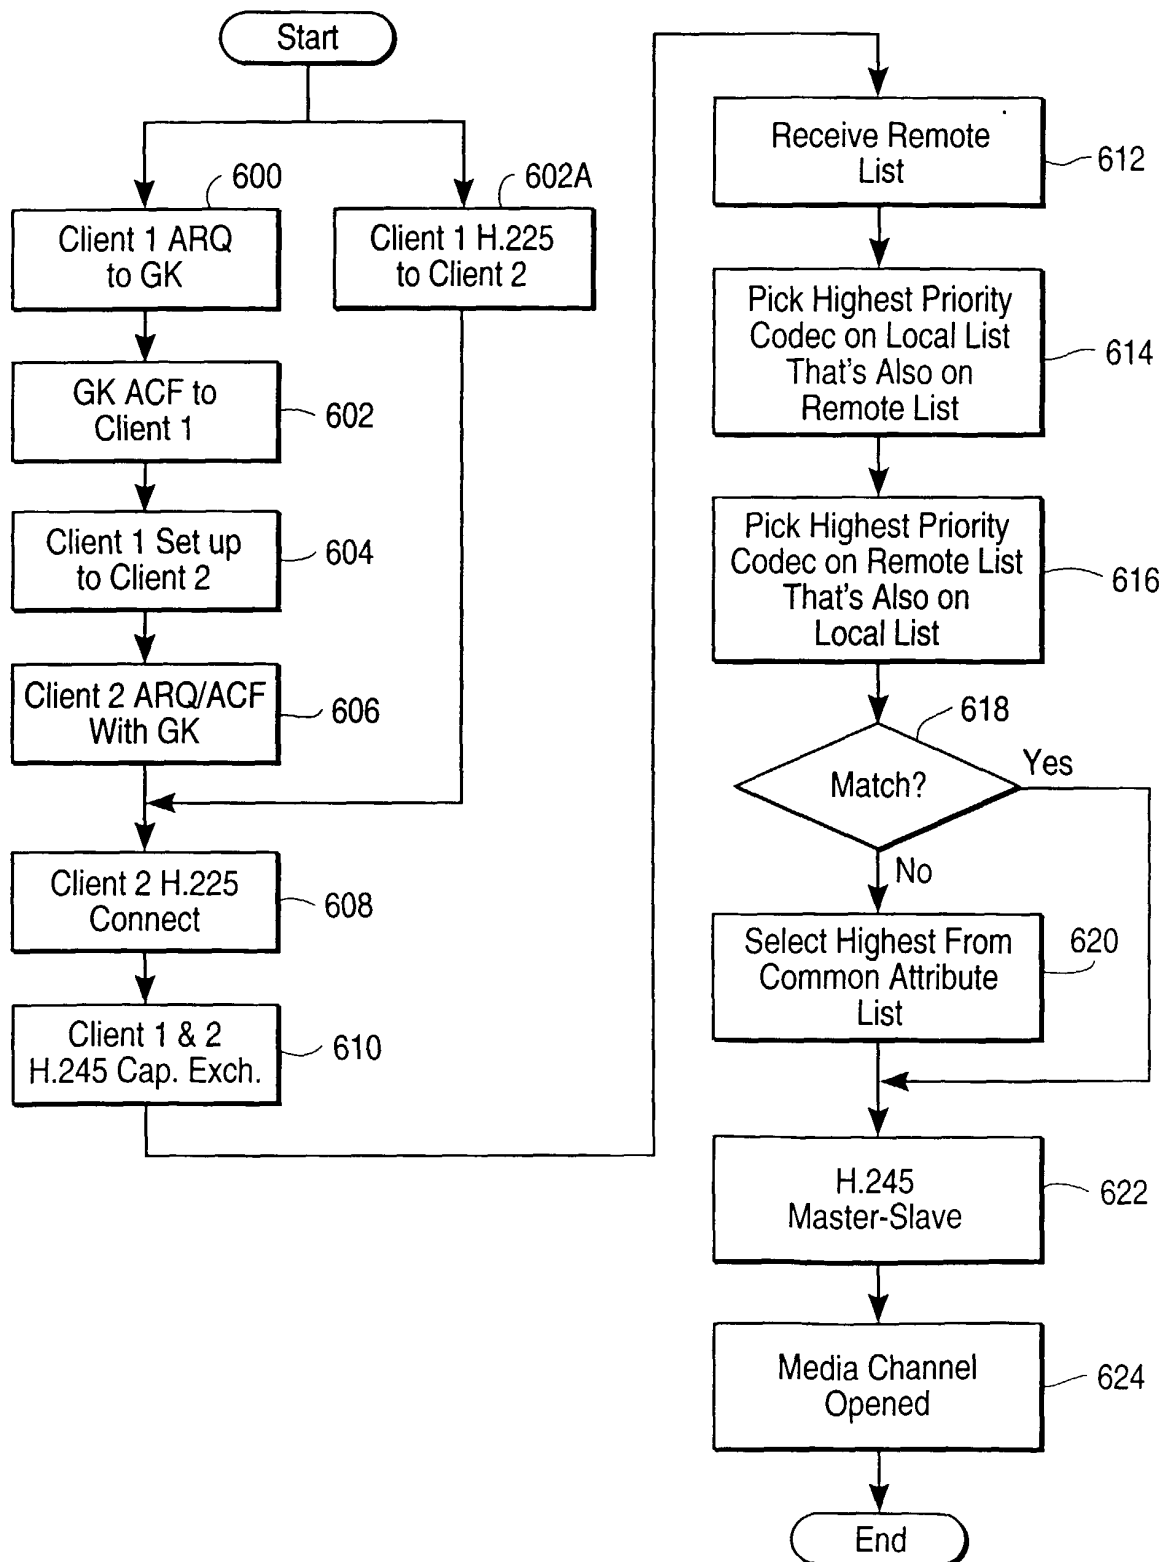 Start
600
Client 1 ARQ
to GK
602A
Client 1 H.225
to Client 2
GK ACF to
Client 1
602
Client 1 Set up
to Client 2
604
Client 2 ARQ/ACF
With GK
606
Client 2 H.225
Connect
608
Client 1 & 2
H.245 Cap. Exch.
610
Receive Remote
List
612
Pick Highest Priority
Codec on Local List
That's Also on
Remote List
614
Pick Highest Priority
Codec on Remote List
That's Also on
Local List
616
618
Match?
Yes
No
Select Highest From
Common Attribute
List
620
H.245
Master-Slave
622
Media Channel
Opened
624
End